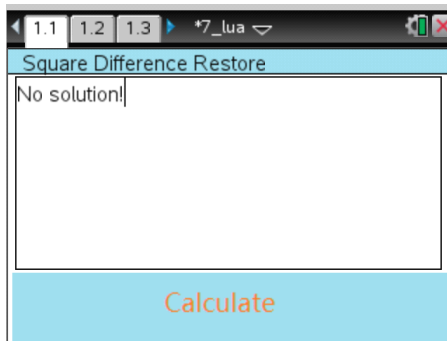 1.1 1.2 1.3 *7_lua
Square Difference Restore
No solution!
Calculate